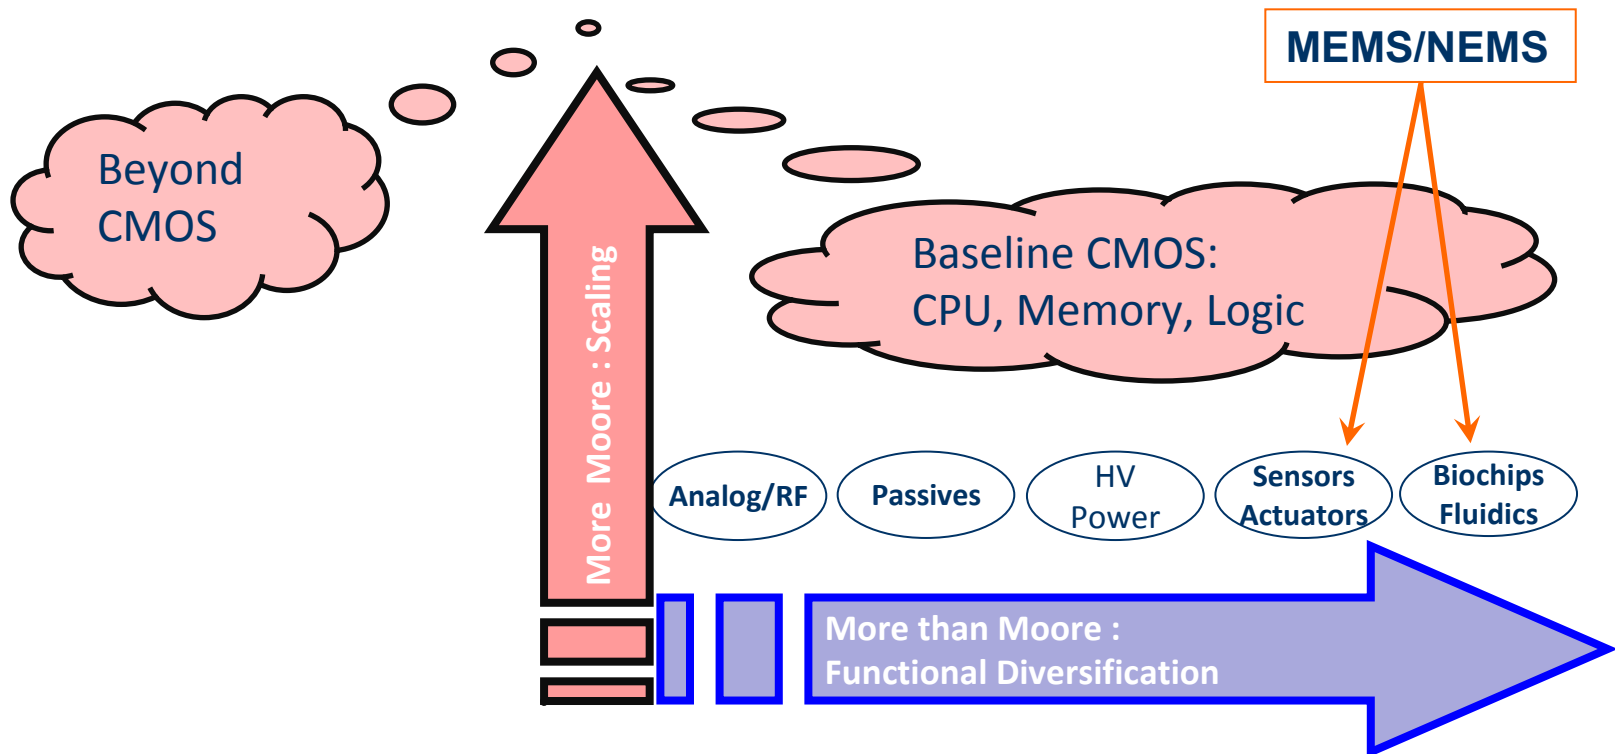 MEMS/NEMS
Beyond
CMOS
Baseline CMOS:
CPU, Memory, Logic
More Moore : Scaling
Analog/RF
Passives
HV
Power
Sensors
Actuators
Biochips
Fluidics
More than Moore :
Functional Diversification